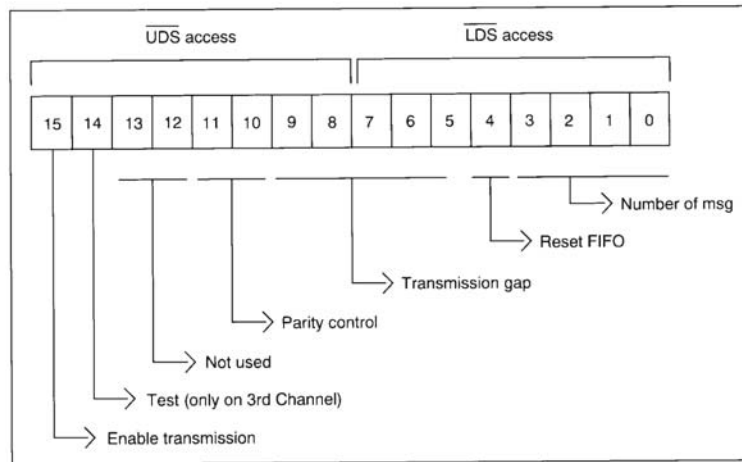 UDS access LDS access
15 14 13 12 11 10 9 8 7 6 5 4 3 2 1 0
Number of msg
Reset FIFO
Transmission gap
Parity control
Not used
Test (only on 3rd Channel)
Enable transmission